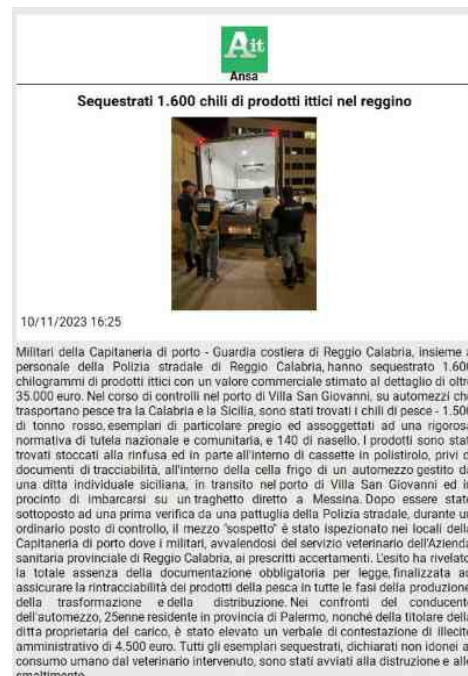 Ait
Ansa
Sequestrati 1.600 chili di prodotti ittici nel reggino
10/11/2023 16:25
Militari della Capitaneria di porto - Guardia costiera di Reggio Calabria, insieme a
personale della Polizia stradale di Reggio Calabria, hanno sequestrato 1.600
chilogrammi di prodotti ittici con un valore commerciale stimato al dettaglio di oltre
35.000 euro. Nel corso di controlli nel porto di Villa San Giovanni, su automezzi che
trasportano pesce tra la Calabria e la Sicilia, sono stati trovati i chili di pesce - 1.500
di tonno rosso, esemplari di particolare pregio ed assoggettati ad una rigorosa
normativa di tutela nazionale e comunitaria, e 140 di nasello. I prodotti sono stati
trovati stoccati alla rinfusa ed in parte all'interno di cassette in polistirolo, privi di
documenti di tracciabilità, all'interno della cella frigo di un automezzo gestito da
una ditta individuale siciliana, in transito nel porto di Villa San Giovanni ed in
procinto di imbarcarsi su un traghetto diretto a Messina. Dopo essere stato
sottoposto ad una prima verifica da una pattuglia della Polizia stradale, durante un
ordinario posto di controllo, il mezzo "sospetto" è stato ispezionato nei locali della
Capitaneria di porto dove i militari, avvalendosi del servizio veterinario dell'Azienda
sanitaria provinciale di Reggio Calabria, ai prescritti accertamenti. L'esito ha rivelato
la totale assenza della documentazione obbligatoria per legge, finalizzata ad
assicurare la rintracciabilità dei prodotti della pesca in tutte le fasi della produzione,
della trasformazione e della distribuzione. Nei confronti del conducente
dell'automezzo, 25enne residente in provincia di Palermo, nonché della titolare della
ditta proprietaria del carico, è stato elevato un verbale di contestazione di illecito
amministrativo di 4.500 euro. Tutti gli esemplari sequestrati, dichiarati non idonei al
consumo umano dal veterinario intervenuto, sono stati avviati alla distruzione e allo
smaltimento.